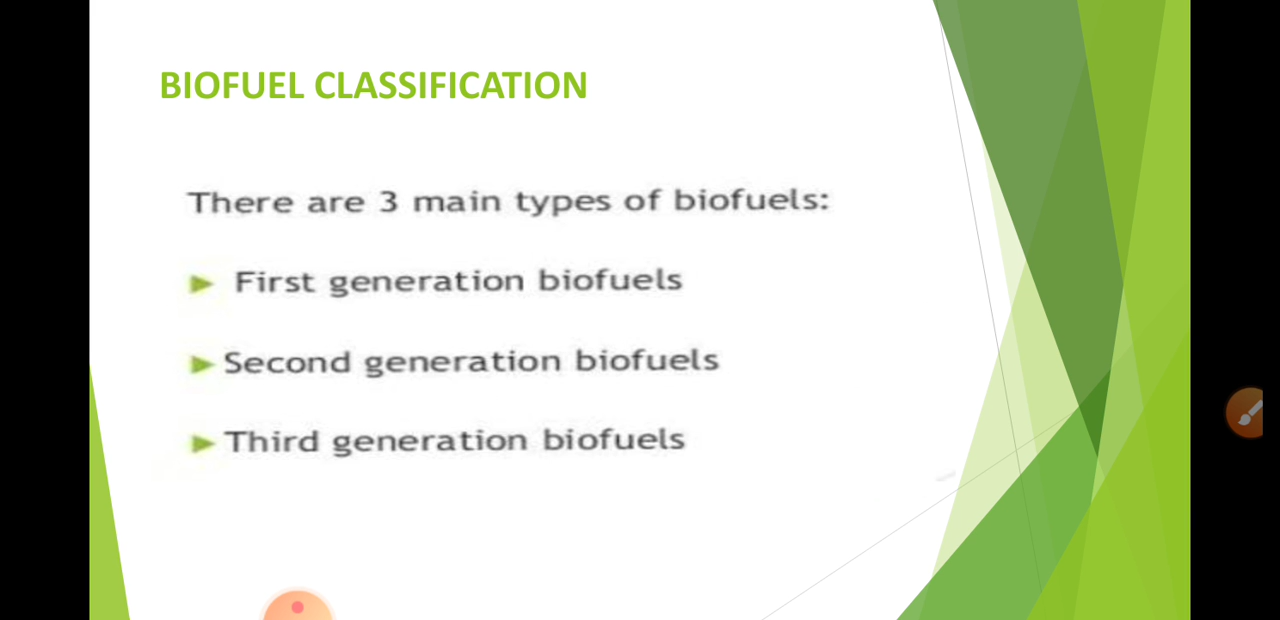 BIOFUEL CLASSIFICATION
There are 3 main types of biofuels:
First generation biofuels
Second generation biofuels
Third generation biofuels